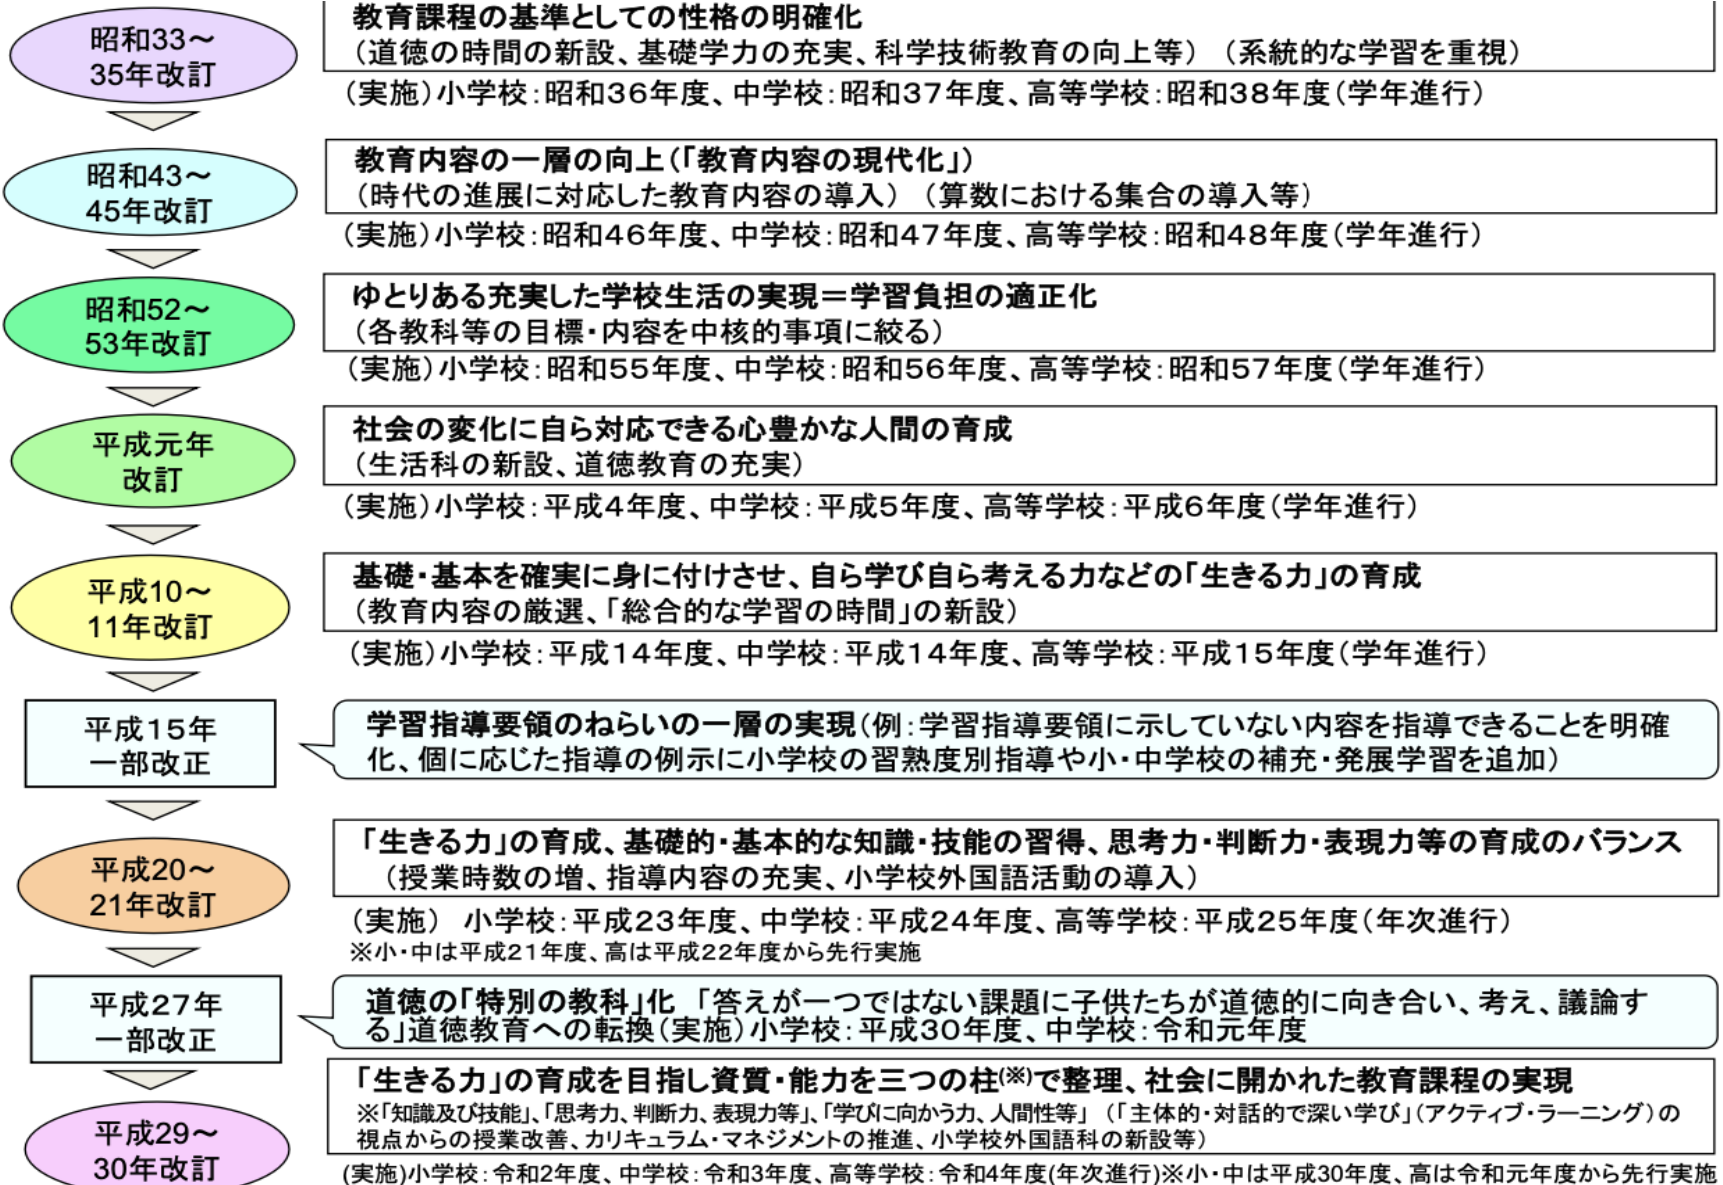 昭和33～
35年改訂
教育課程の基準としての性格の明確化
（道徳の時間の新設、基礎学力の充実、科学技術教育の向上等）（系統的な学習を重視）
（実施）小学校：昭和36年度、中学校：昭和37年度、高等学校：昭和38年度（学年進行）
昭和43～
45年改訂
教育内容の一層の向上（「教育内容の現代化」）
（時代の進展に対応した教育内容の導入）（算数における集合の導入等）
（実施）小学校：昭和46年度、中学校：昭和47年度、高等学校：昭和48年度（学年進行）
昭和52～
53年改訂
ゆとりある充実した学校生活の実現＝学習負担の適正化
（各教科等の目標・内容を中核的事項に絞る）
（実施）小学校：昭和55年度、中学校：昭和56年度、高等学校：昭和57年度（学年進行）
平成元年
改訂
社会の変化に自ら対応できる心豊かな人間の育成
（生活科の新設、道徳教育の充実）
（実施）小学校：平成４年度、中学校：平成５年度、高等学校：平成６年度（学年進行）
平成10～
11年改訂
基礎・基本を確実に身に付けさせ、自ら学び自ら考える力などの「生きる力」の育成
（教育内容の厳選、「総合的な学習の時間」の新設）
（実施）小学校：平成14年度、中学校：平成14年度、高等学校：平成15年度（学年進行）
平成15年
一部改正
学習指導要領のねらいの一層の実現（例：学習指導要領に示していない内容を指導できることを明確
化、個に応じた指導の例示に小学校の習熟度別指導や小・中学校の補充・発展学習を追加）
平成20～
21年改訂
「生きる力」の育成、基礎的・基本的な知識・技能の習得、思考力・判断力・表現力等の育成のバランス
（授業時数の増、指導内容の充実、小学校外国語活動の導入）
（実施） 小学校：平成23年度、中学校：平成24年度、高等学校：平成25年度（年次進行）
※小・中は平成21年度、高は平成22年度から先行実施
平成27年
一部改正
道徳の「特別の教科」化 「答えが一つではない課題に子供たちが道徳的に向き合い、考え、議論す
る」道徳教育への転換（実施）小学校：平成30年度、中学校：令和元年度
平成29～
30年改訂
「生きる力」の育成を目指し資質・能力を三つの柱(※)で整理、社会に開かれた教育課程の実現
※「知識及び技能」、「思考力、判断力、表現力等」、「学びに向かう力、人間性等」（「主体的・対話的で深い学び」（アクティブ・ラーニング）の
視点からの授業改善、カリキュラム・マネジメントの推進、小学校外国語科の新設等）
(実施)小学校：令和2年度、中学校：令和3年度、高等学校：令和4年度(年次進行)※小・中は平成30年度、高は令和元年度から先行実施